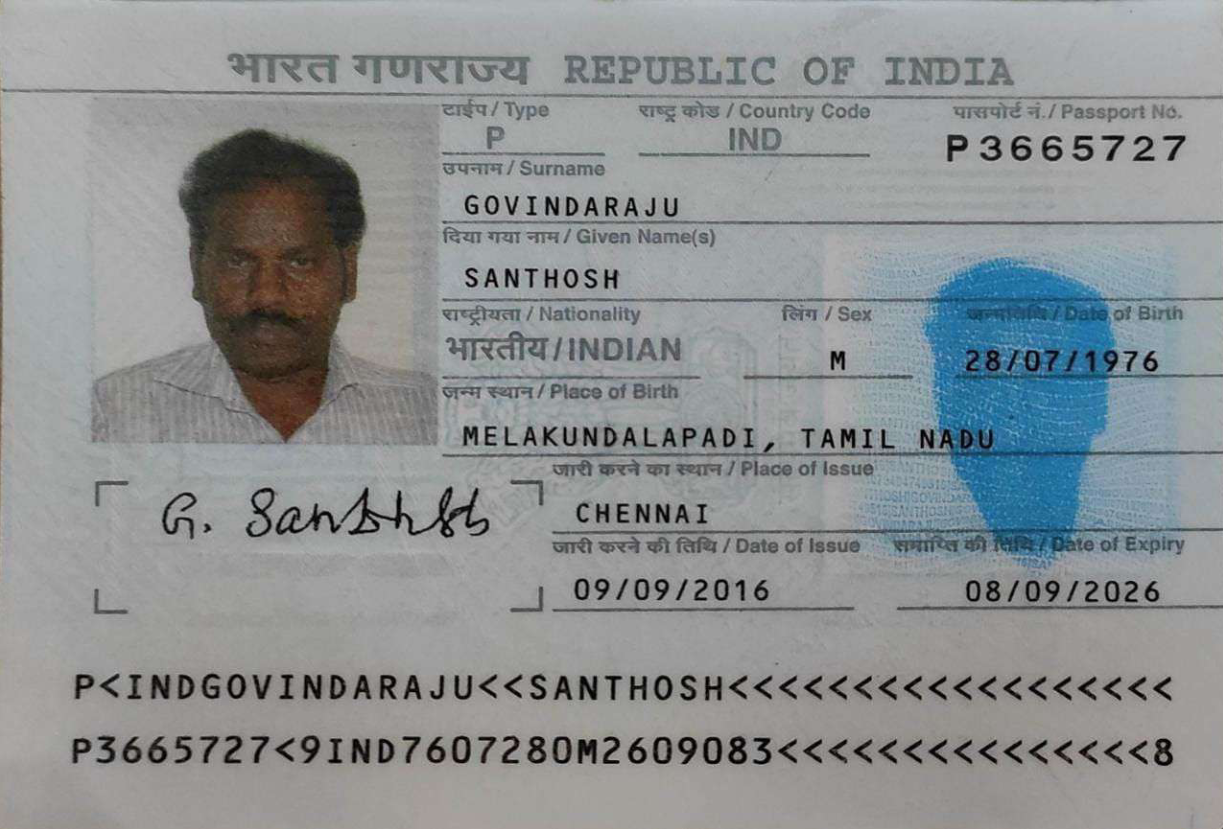 भारत गणराज्य REPUBLIC OF INDIA
टाईप / Type राष्ट्र कोड / Country Code पासपोर्ट नं. / Passport No.
P IND P3665727
उपनाम / Surname
GOVINDARAJU
दिया गया नाम / Given Name(s)
SANTHOSH
राष्ट्रीयता / Nationality लिंग / Sex जन्मतिथि / Date of Birth
भारतीय / INDIAN M 28/07/1976
जन्म स्थान / Place of Birth
MELAKUNDALAPADI, TAMIL NADU
जारी करने का स्थान / Place of Issue
G. Santhosh
CHENNAI
जारी करने की तिथि / Date of Issue समाप्ति की तिथि / Date of Expiry
09/09/2016 08/09/2026
P<INDGOVINDARAJU<<SANTHOSH<<<<<<<<<<<<<<<<<<
P3665727<9IND7607280M2609083<<<<<<<<<<<<<<<8